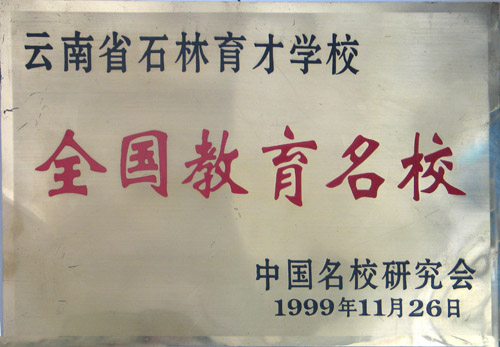 云南省石林育才学校
全国教育名校
中国名校研究会
1999年11月26日